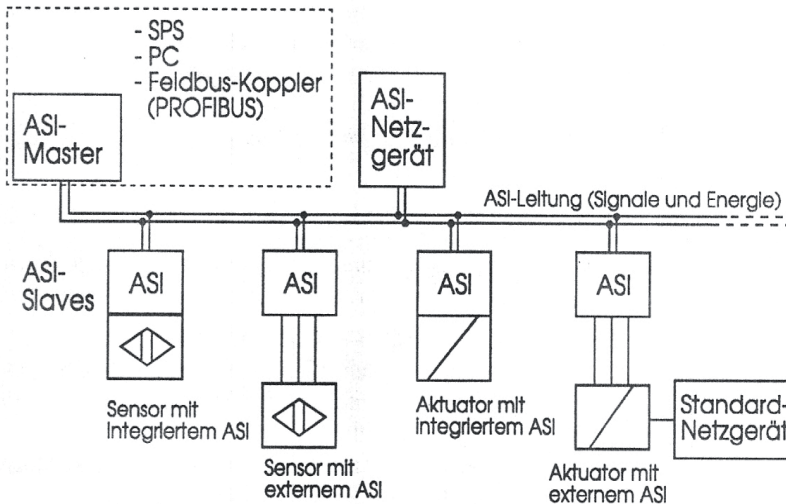 - SPS
- PC
- Feldbus-Koppler
(PROFIBUS)
ASI-
Master
ASI-
Netz-
gerät
ASI-Leitung (Signale und Energie)
ASI-
Slaves
ASI
ASI
ASI
ASI
Sensor mit
integriertem ASI
Sensor mit
externem ASI
Aktuator mit
integriertem ASI
Aktuator mit
externem ASI
Standard-
Netzgerät